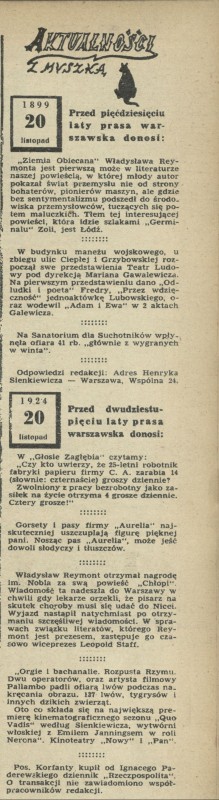 AKTUALNOŚCI
Z MYSZKĄ
1899
20
listopad
Przed pięćdziesięciu
laty prasa war-
szawska donosi:
„Ziemia Obiecana" Władysława Rey-
monta jest pierwszą może w literaturze
naszej powieścią, w której młody autor
pokazał świat przemysłu nie od strony
bohaterów, pionierów maszyn, ale gdzie
bez sentymentalizmu podszedł do środo-
wiska przemysłowców, tuczących się po-
tem maluczkich. Tłem tej interesującej
powieści, która idzie szlakami „Germi-
nalu" Zoli, jest Łódź.
::::::::
W budynku maneżu wojskowego, u
zbiegu ulic Ciepłej i Grzybowskiej roz-
począł swe przedstawienia Teatr Ludo-
wy pod dyrekcją Mariana Gawalewicza.
Na pierwszym przedstawieniu dano „Od-
ludki i poeta" Fredry, „Przez wdzię-
czność" jednoaktówkę Lubowskiego, o-
raz wodewil „Adam i Ewa" w 2 aktach
Galewicza.
::::::::
Na Sanatorium dla Suchotników wpły-
nęła ofiara 41 rb. „głównie z wygranych
w winta".
::::::::
Odpowiedzi redakcji: Adres Henryka
Sienkiewicza — Warszawa, Wspólna 24.
1924
20
listopad
Przed dwudziestu-
pięciu laty prasa
warszawska donosi:
W „Głosie Zagłębia" czytamy:
„Czy kto uwierzy, że 25-letni robotnik
fabryki papieru firmy C. A. zarabia 14
(słownie: czternaście) groszy dziennie?
Zwolniony z pracy bezrobotny jako za-
siłek na życie otrzyma 4 grosze dziennie.
Cztery grosze!"
::::::::
Gorsety i pasy firmy „Aurelia" naj-
skuteczniej uszczuplają figurę pięknej
pani. Nosząc pas „Aurelia", może jeść
dowoli słodyczy i tłuszczów.
::::::::
Władysław Reymont otrzymał nagrodę
im. Nobla za swą powieść „Chłopi".
Wiadomość ta nadeszła do Warszawy w
chwili gdy lekarze orzekli, że pisarz na
skutek choroby musi się udać do Nicei.
Wyjazd nastąpił natychmiast po otrzy-
maniu szczęśliwej wiadomości. W spra-
wach związku literatów, którego Rey-
mont jest prezesem, zastępuje go cza-
sowo wiceprezes Leopold Staff.
::::::::
„Orgie i bachanalie. Rozpusta Rzymu.
Dwu operatorów, oraz artysta filmowy
Pallambo padli ofiarą lwów podczas na-
kręcania obrazu. 137 lwów, tygrysów i
innych dzikich zwierząt.
Oto co składa się na największą pre-
mierę kinematograficznego sezonu „Quo
Vadis" według Sienkiewicza, wytwórni
włoskiej z Emilem Janningsem w roli
Nerona". Kinoteatry „Nowy" i „Pan".
::::::::
Pos. Korfanty kupił od Ignacego Pa-
derewskiego dziennik „Rzeczpospolita".
O transakcji nie zawiadomiono współ-
pracowników redakcji.